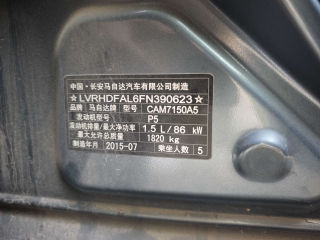 中国·长安马自达汽车有限公司制造
☆LVRHDFAL6FN390623☆
品牌 马自达牌 型号 CAM7150A5
发动机型号 P5
发动机排量/最大净功率 1.5 L/86 kW
最大允许总质量 1820 kg
制造年月 2015-07 乘坐人数 5